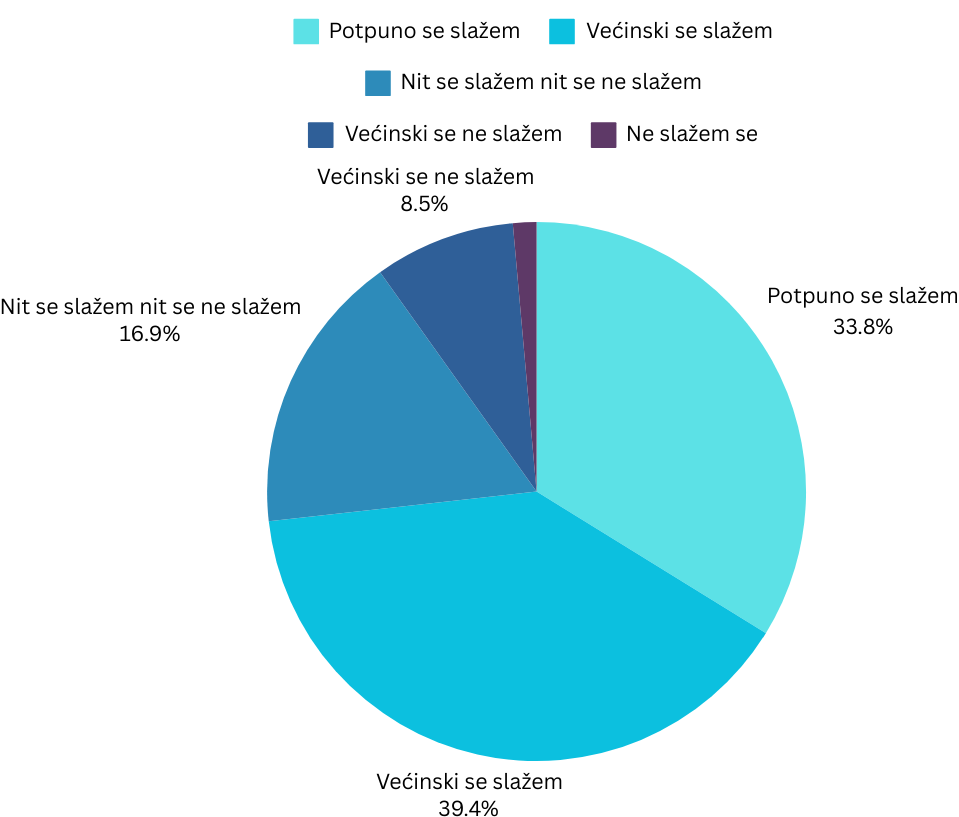 Potpuno se slažem Većinski se slažem
Nit se slažem nit se ne slažem
Većinski se ne slažem Ne slažem se
Većinski se ne slažem
8.5%
Potpuno se slažem
33.8%
Nit se slažem nit se ne slažem
16.9%
Većinski se slažem
39.4%